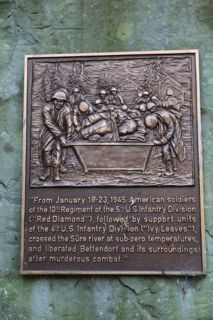 "From January 18-23, 1945 American soldiers
of the 10th Regiment of the 5th U.S. Infantry Division
("Red Diamond"), followed by support units
of the 4th U.S. Infantry Division ("Ivy Leaves"),
crossed the Sûre river at sub-zero temperatures,
and liberated Bettendorf and its surroundings
after murderous combat."